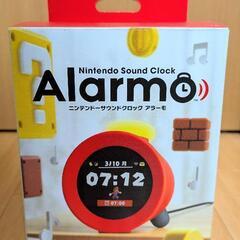 Nintendo Sound Clock
Alarmo
ニンテンドーサウンドクロック アラーモ
3/10 月
07:12
07:00